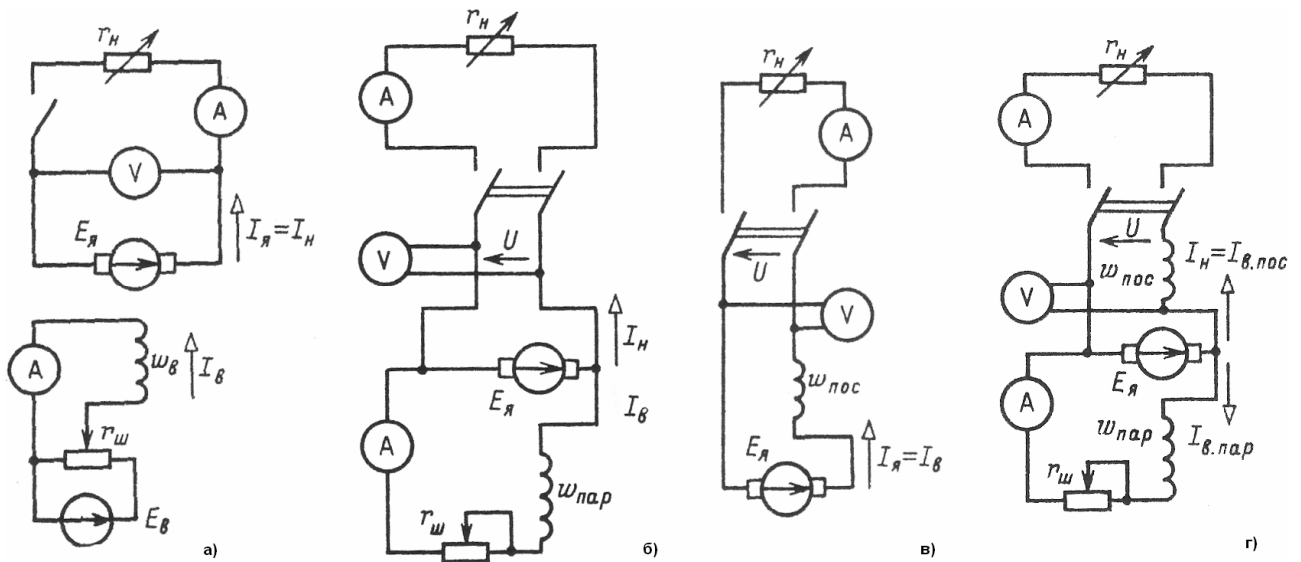 rн
A
V
Eя
Iя=Iн
A
wв
Iв
rш
Eв
а)
rн
A
V
U
Iн
Eя
Iв
A
wпар
rш
б)
rн
A
U
V
wпос
Eя
Iя=Iв
в)
rн
A
U
Iн=Iв.пос
wпос
V
Eя
A
wпар
Iв.пар
rш
г)